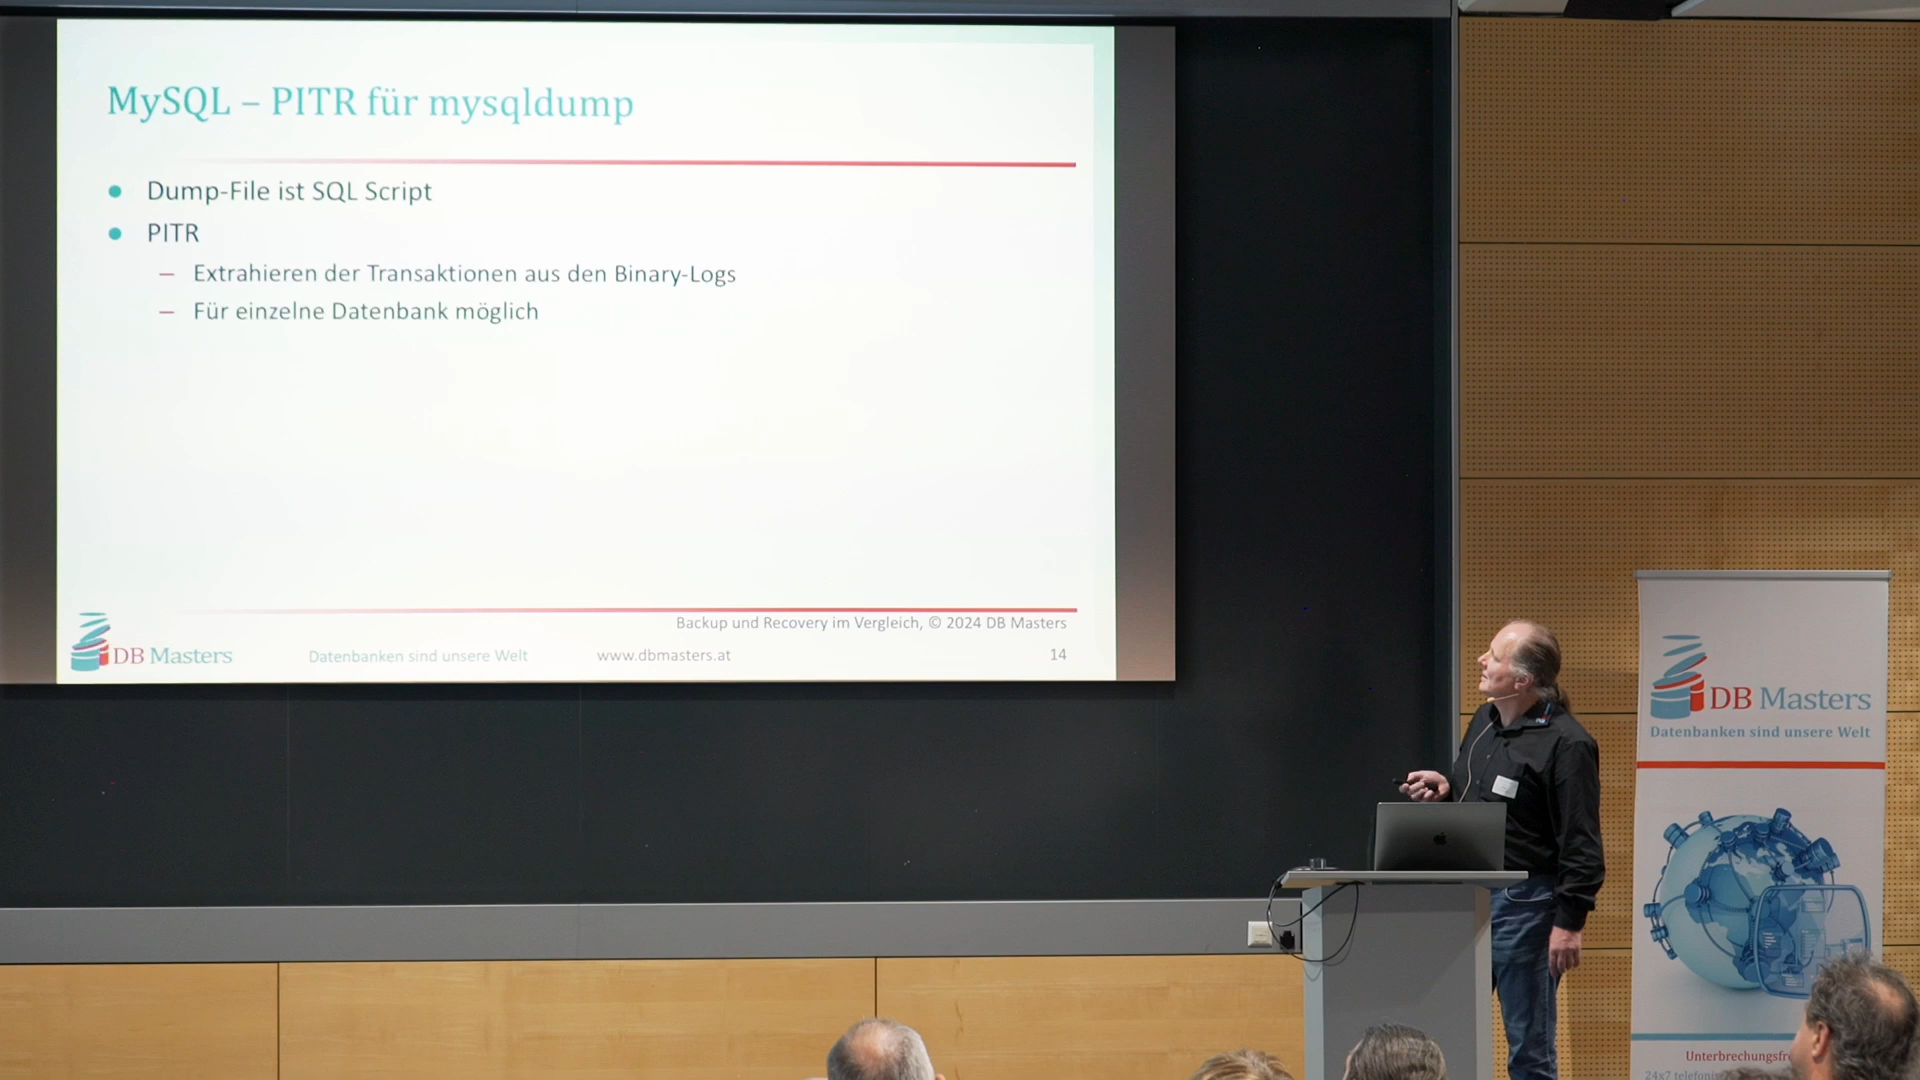 MySQL – PITR für mysqldump
Dump-File ist SQL Script
PITR
– Extrahieren der Transaktionen aus den Binary-Logs
– Für einzelne Datenbank möglich
Backup und Recovery im Vergleich, © 2024 DB Masters
DB Masters
Datenbanken sind unsere Welt
www.dbmasters.at
14
DB Masters
Datenbanken sind unsere Welt
24x7